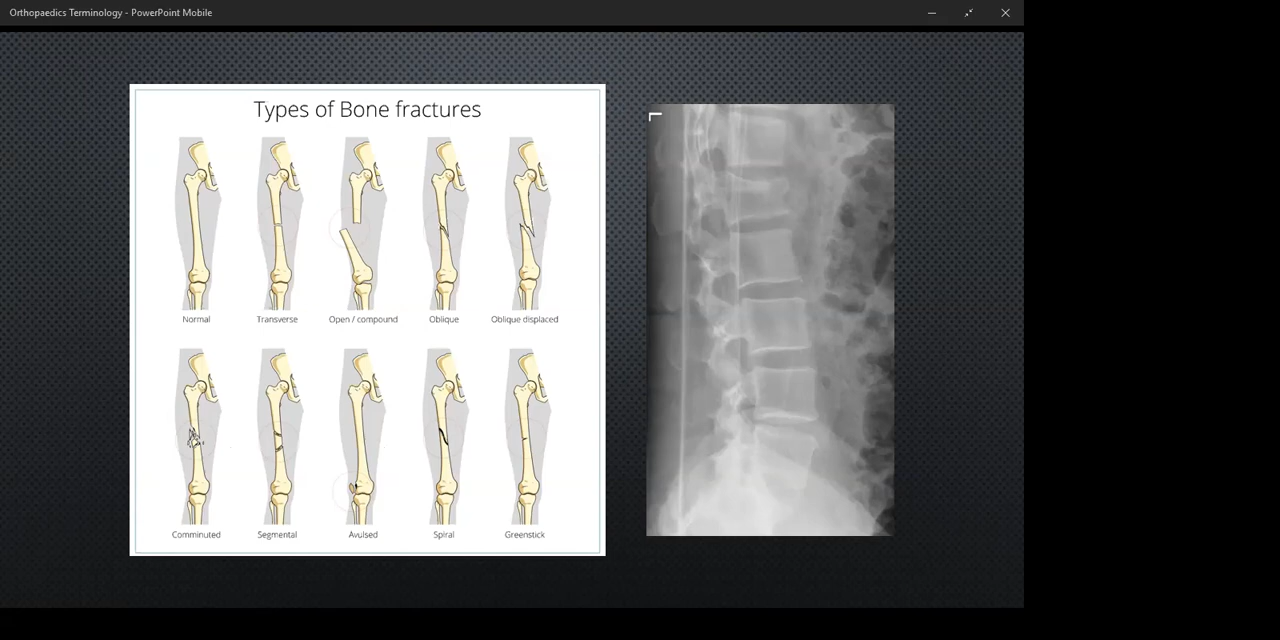 Orthopaedics Terminology - PowerPoint Mobile
Types of Bone fractures
Normal
Transverse
Open / compound
Oblique
Oblique displaced
Comminuted
Segmental
Avulsed
Spiral
Greenstick